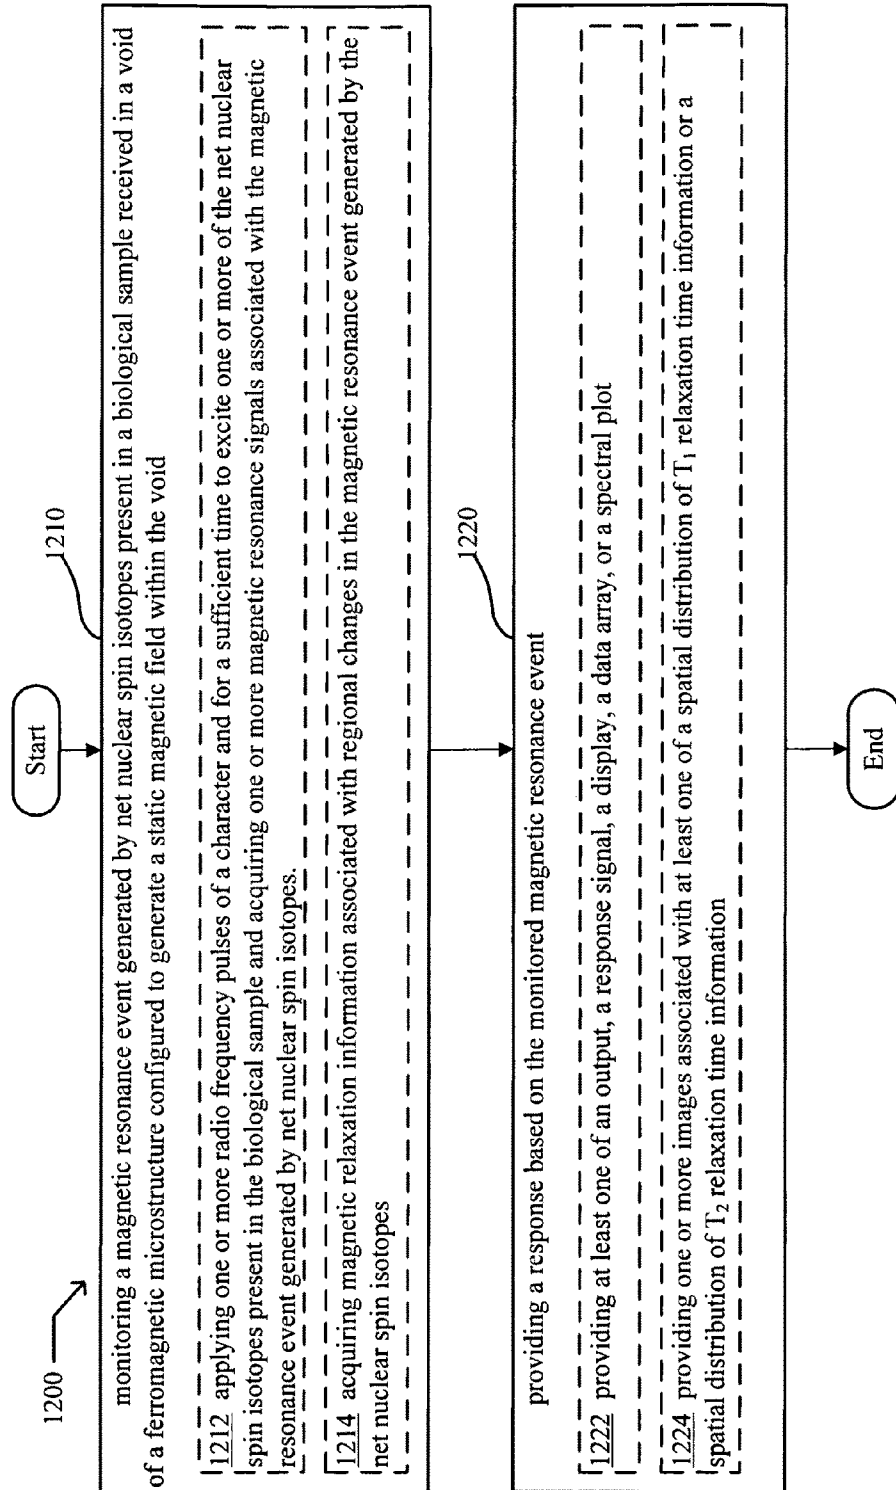 1200
Start
1210
monitoring a magnetic resonance event generated by net nuclear spin isotopes present in a biological sample received in a void
of a ferromagnetic microstructure configured to generate a static magnetic field within the void
1212 applying one or more radio frequency pulses of a character and for a sufficient time to excite one or more of the net nuclear
spin isotopes present in the biological sample and acquiring one or more magnetic resonance signals associated with the magnetic
resonance event generated by net nuclear spin isotopes.
1214 acquiring magnetic relaxation information associated with regional changes in the magnetic resonance event generated by the
net nuclear spin isotopes
1220
providing a response based on the monitored magnetic resonance event
1222 providing at least one of an output, a response signal, a display, a data array, or a spectral plot
1224 providing one or more images associated with at least one of a spatial distribution of T₁ relaxation time information or a
spatial distribution of T₂ relaxation time information
End